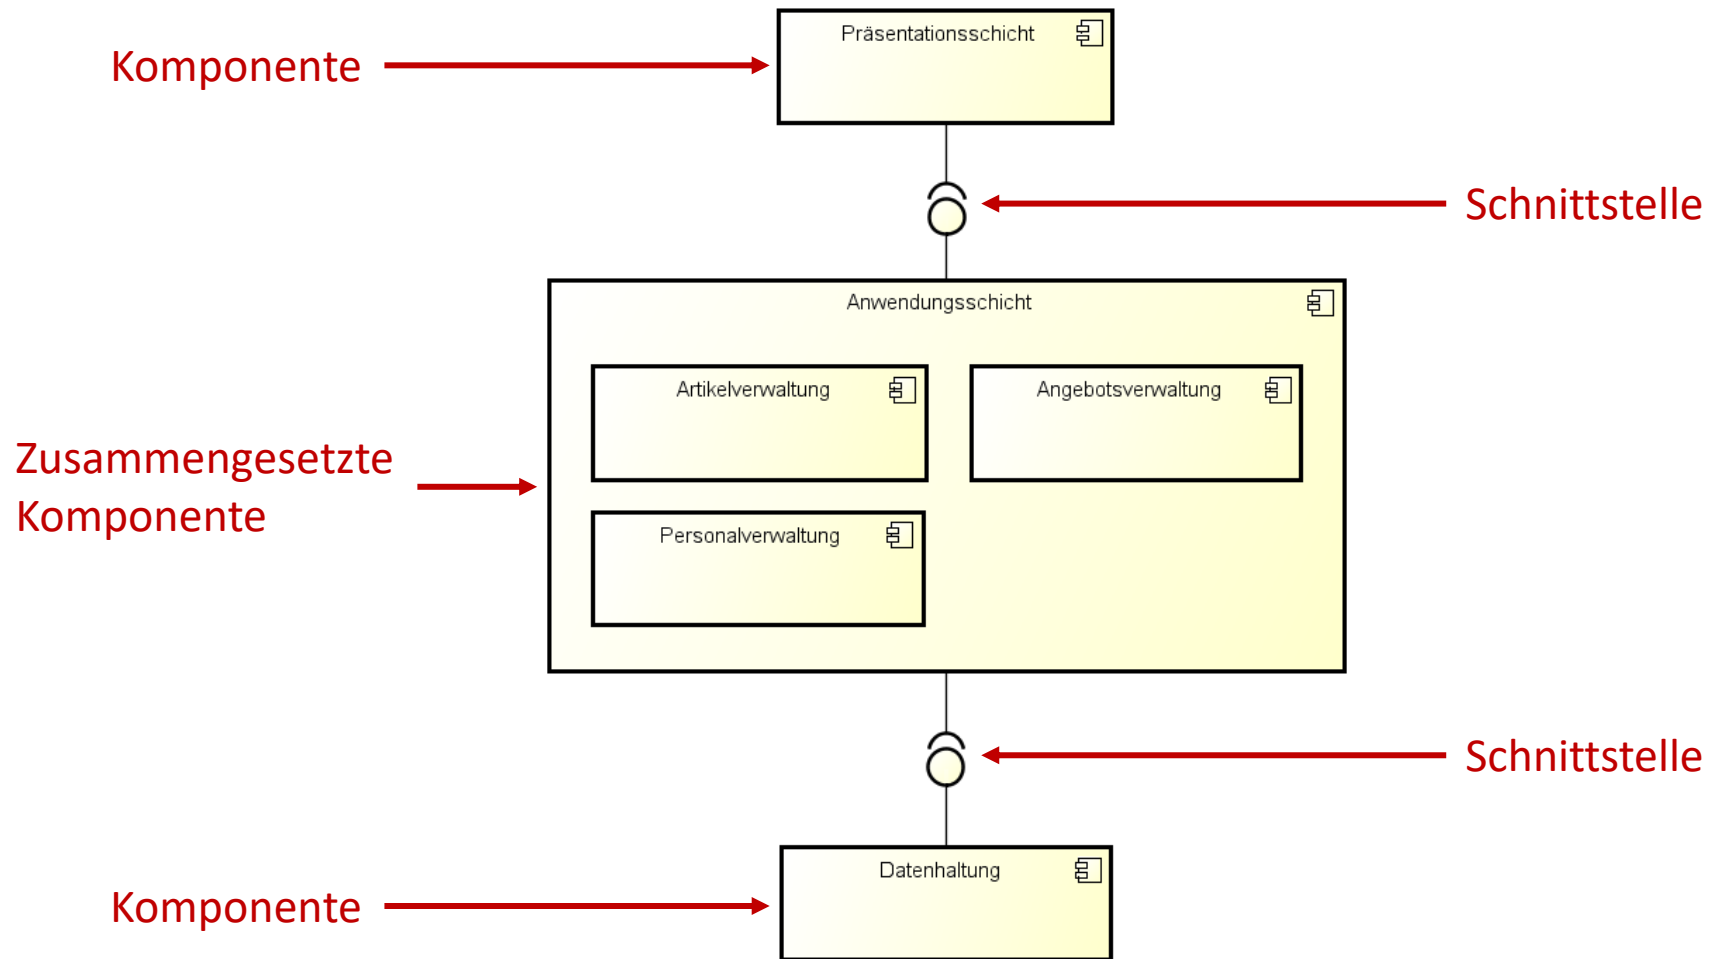 Präsentationsschicht
Komponente
Schnittstelle
Anwendungsschicht
Artikelverwaltung
Angebotsverwaltung
Zusammengesetzte
Komponente
Personalverwaltung
Schnittstelle
Datenhaltung
Komponente